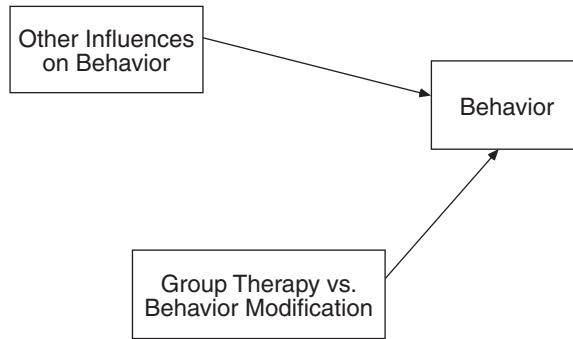 Other Influences
on Behavior
Behavior
Group Therapy vs.
Behavior Modification